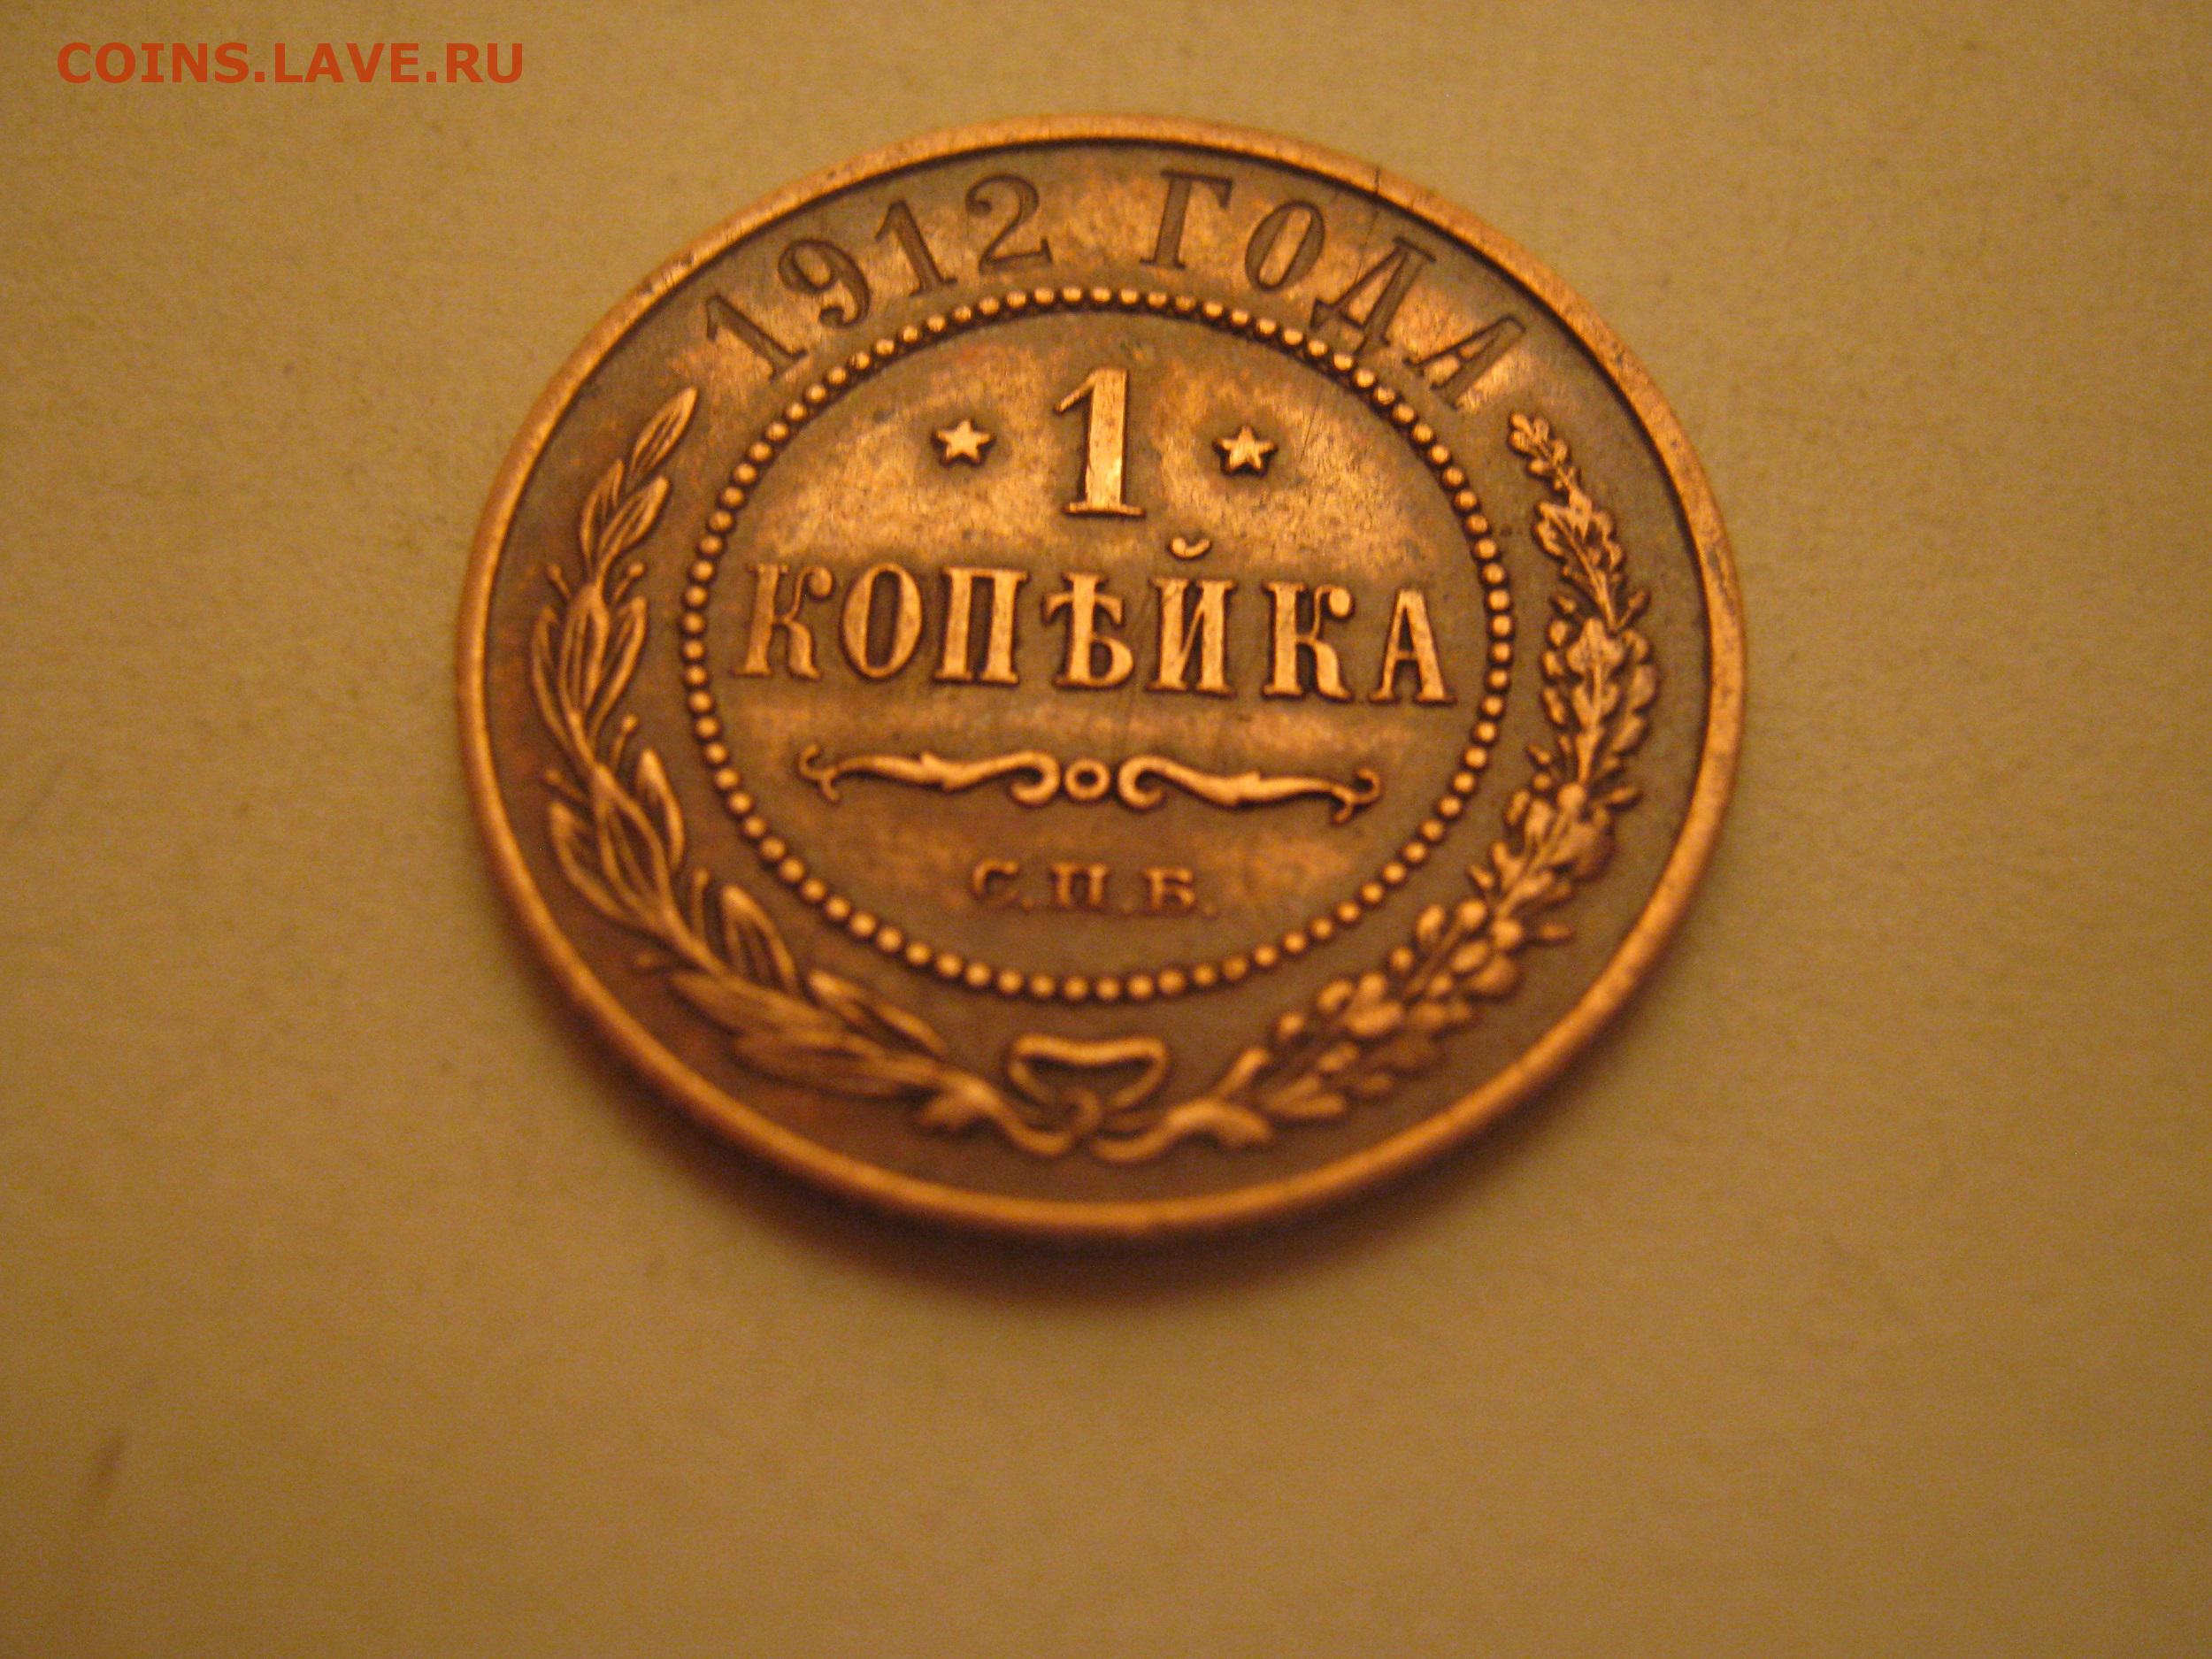 COINS.LAVE.RU
1912 ГОДА
1
КОПѢЙКА
С.П.Б.